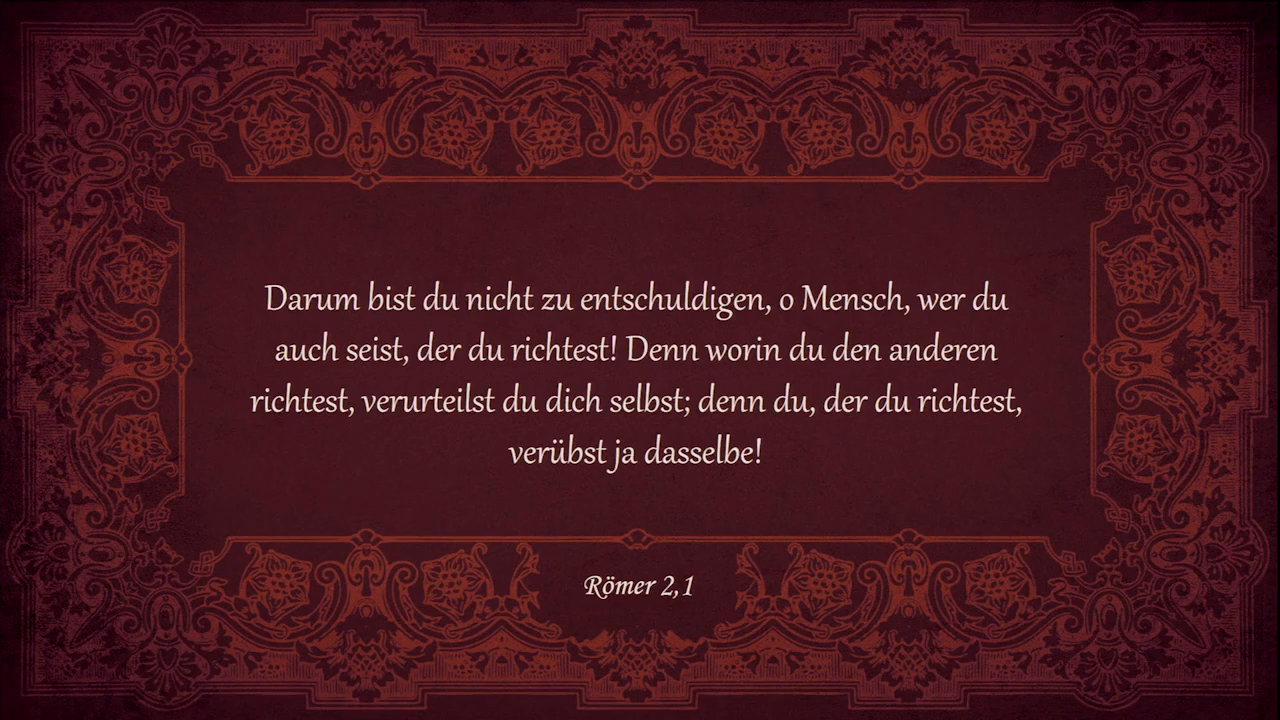 Darum bist du nicht zu entschuldigen, o Mensch, wer du
auch seist, der du richtest! Denn worin du den anderen
richtest, verurteilst du dich selbst; denn du, der du richtest,
verübst ja dasselbe!
Römer 2,1